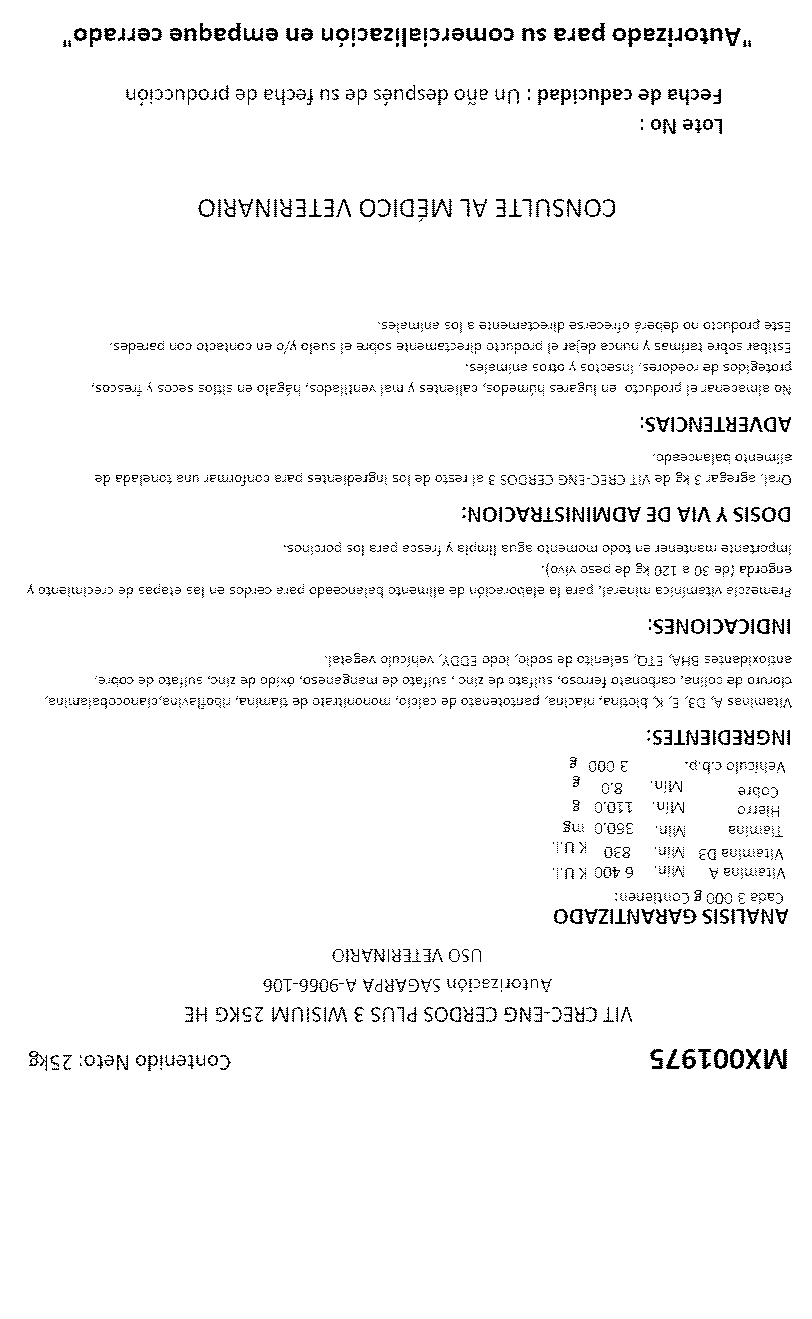 MX001975 Contenido Neto: 25kg
VIT CREC-ENG CERDOS PLUS 3 WISIUM 25KG HE
Autorización SAGARPA A-9066-106
USO VETERINARIO
ANALISIS GARANTIZADO
Cada 3 000 g Contienen:
Vitamina A Min. 6 400 K U.I.
Vitamina D3 Min. 830 K U.I.
Tiamina Min. 350.0 mg
Hierro Min. 110.0 g
Cobre Min. 8.0 g
Vehiculo c.b.p. 3 000 g
INGREDIENTES:
Vitaminas A, D3, E, K, biotina, niacina, pantotenato de calcio, mononitrato de tiamina, riboflavina,cianocobalamina,
cloruro de colina, carbonato ferroso, sulfato de zinc , sulfato de manganeso, óxido de zinc, sulfato de cobre,
antioxidantes BHA, ETQ, selenito de sodio, Iodo EDDY, vehículo vegetal.
INDICACIONES:
Premezcla vitamínica mineral, para la elaboración de alimento balanceado para cerdos en las etapas de crecimiento y
engorda (de 30 a 120 kg de peso vivo).
Importante mantener en todo momento agua limpia y fresca para los porcinos.
DOSIS Y VIA DE ADMINISTRACION:
Oral, agregar 3 kg de VIT CREC-ENG CERDOS 3 al resto de los ingredientes para conformar una tonelada de
alimento balanceado.
ADVERTENCIAS:
No almacenar el producto en lugares húmedos, calientes y mal ventilados, hágalo en sitios secos y frescos,
protegidos de roedores, insectos y otros animales.
Estibar sobre tarimas y nunca dejar el producto directamente sobre el suelo y/o en contacto con paredes.
Este producto no deberá ofrecerse directamente a los animales.
CONSULTE AL MÉDICO VETERINARIO
Lote No :
Fecha de caducidad : Un año después de su fecha de producción
"Autorizado para su comercialización en empaque cerrado"